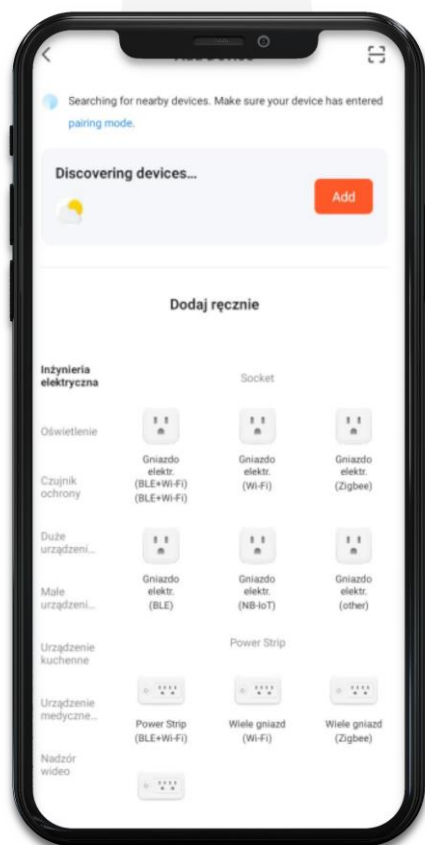 Add Device
Searching for nearby devices. Make sure your device has entered
pairing mode.
Discovering devices...
Add
Dodaj ręcznie
Inżynieria
elektryczna
Socket
Oświetlenie
Gniazdo
elektr.
(BLE+Wi-Fi)
(BLE+Wi-Fi)
Gniazdo
elektr.
(Wi-Fi)
Gniazdo
elektr.
(Zigbee)
Czujnik
ochrony
Duże
urządzeni...
Gniazdo
elektr.
(BLE)
Gniazdo
elektr.
(NB-IoT)
Gniazdo
elektr.
(other)
Małe
urządzeni...
Urządzenie
kuchenne
Power Strip
Urządzenie
medyczne...
Power Strip
(BLE+Wi-Fi)
Wiele gniazd
(Wi-Fi)
Wiele gniazd
(Zigbee)
Nadzór
wideo